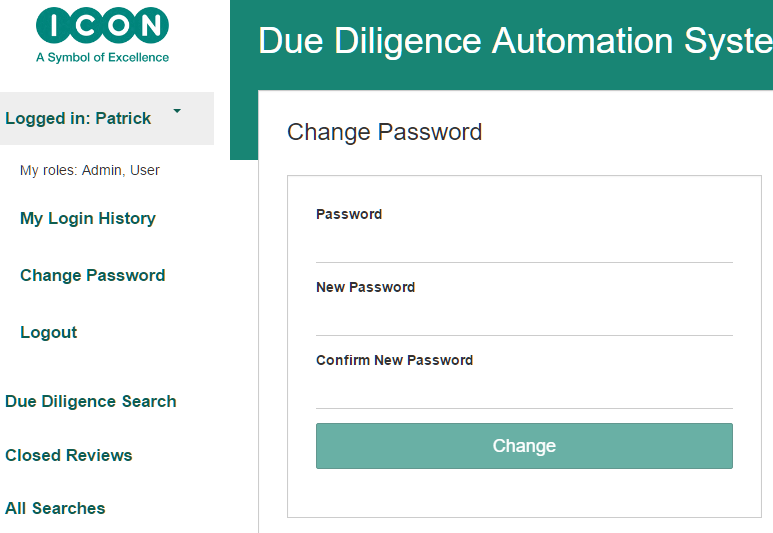 ICON
A Symbol of Excellence
Logged in: Patrick
My roles: Admin, User
My Login History
Change Password
Logout
Due Diligence Search
Closed Reviews
All Searches
Due Diligence Automation Syste
Change Password
Password
New Password
Confirm New Password
Change